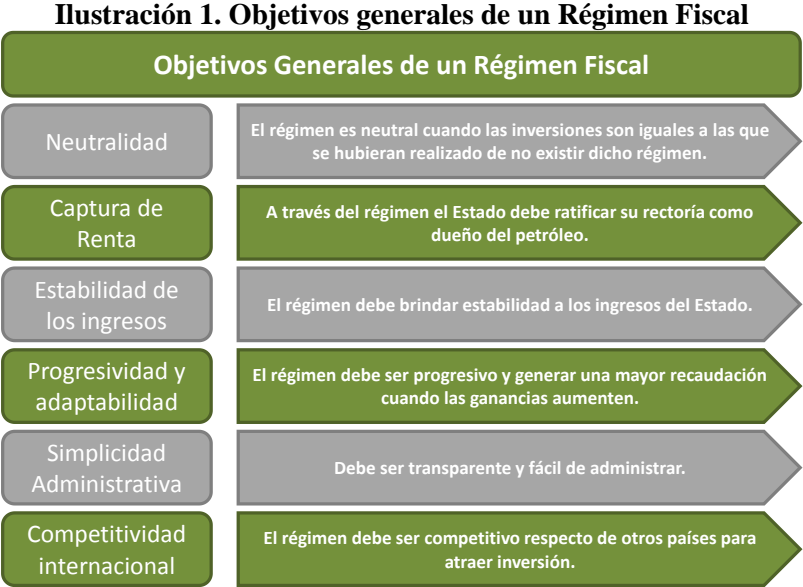 Ilustración 1. Objetivos generales de un Régimen Fiscal
Objetivos Generales de un Régimen Fiscal
Neutralidad
El régimen es neutral cuando las inversiones son iguales a las que
se hubieran realizado de no existir dicho régimen.
Captura de
Renta
A través del régimen el Estado debe ratificar su rectoría como
dueño del petróleo.
Estabilidad de
los ingresos
El régimen debe brindar estabilidad a los ingresos del Estado.
Progresividad y
adaptabilidad
El régimen debe ser progresivo y generar una mayor recaudación
cuando las ganancias aumenten.
Simplicidad
Administrativa
Debe ser transparente y fácil de administrar.
Competitividad
internacional
El régimen debe ser competitivo respecto de otros países para
atraer inversión.